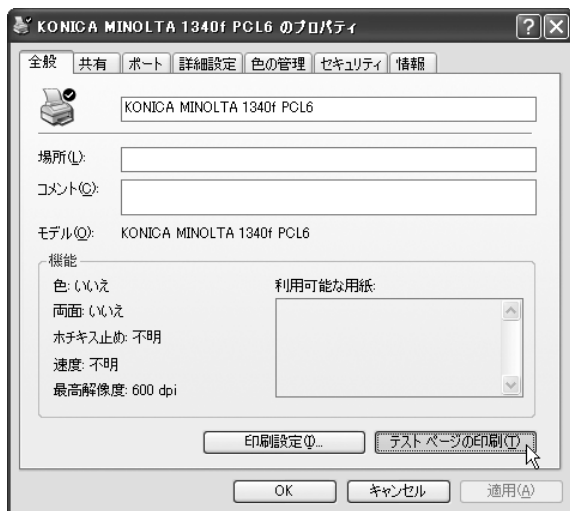 KONICA MINOLTA 1340f PCL6 のプロパティ
全般 共有 ポート 詳細設定 色の管理 セキュリティ 情報
KONICA MINOLTA 1340f PCL6
場所(L):
コメント(C):
モデル(O): KONICA MINOLTA 1340f PCL6
機能
色: いいえ 利用可能な用紙:
両面: いいえ
ホチキス止め: 不明
速度: 不明
最高解像度: 600 dpi
印刷設定(I)... テスト ページの印刷(T)
OK キャンセル 適用(A)